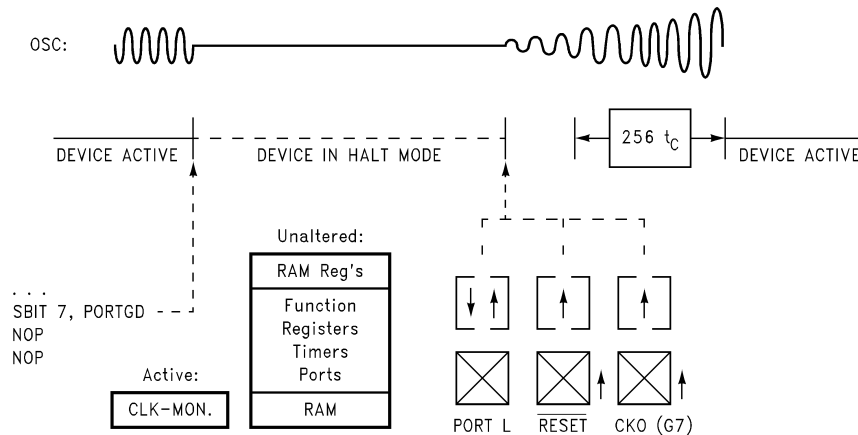 OSC:
256 tC
DEVICE ACTIVE
DEVICE IN HALT MODE
DEVICE ACTIVE
Unaltered:
RAM Reg's
Function
Registers
Timers
Ports
RAM
. . .
SBIT 7, PORTGD
NOP
NOP
Active:
CLK-MON.
PORT L
RESET
CKO (G7)